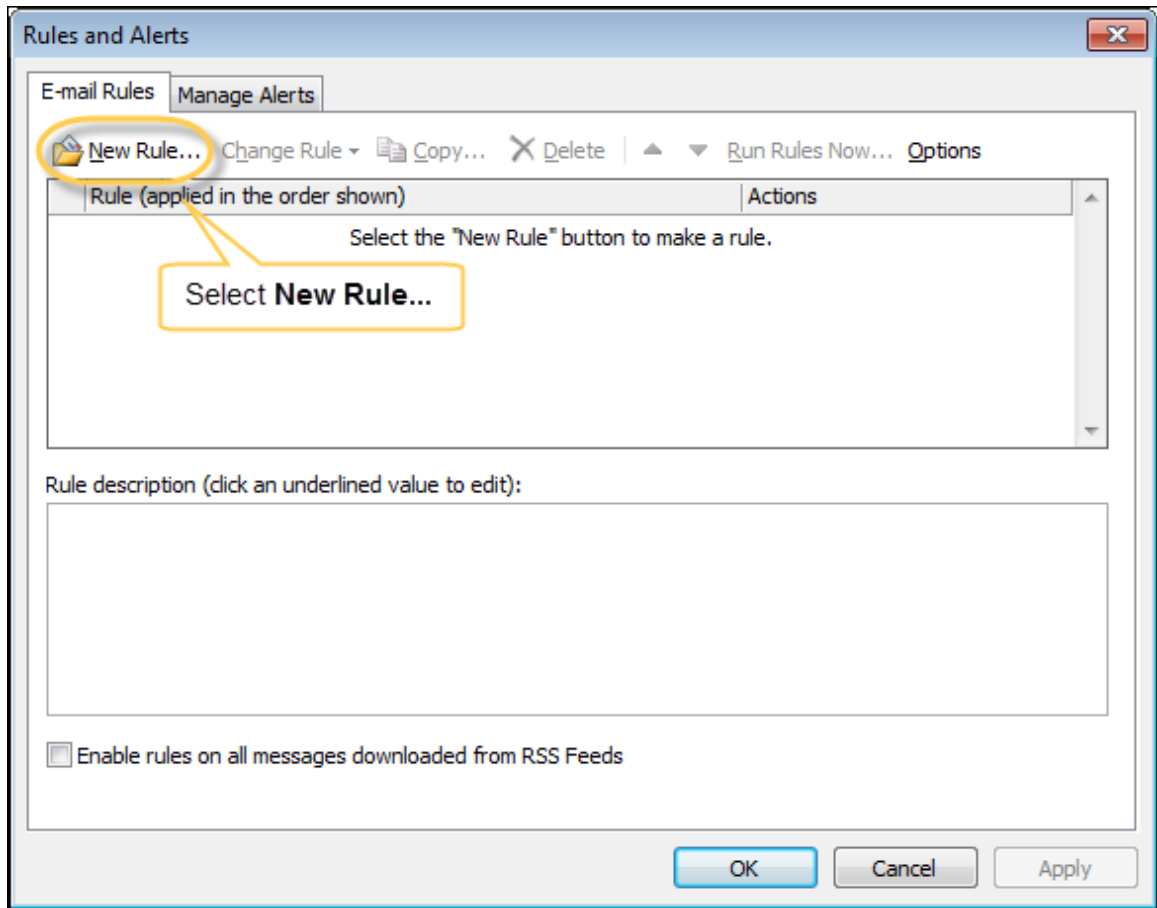 Rules and Alerts
E-mail Rules
Manage Alerts
New Rule... Change Rule Copy... Delete Run Rules Now... Options
Rule (applied in the order shown) Actions
Select the "New Rule" button to make a rule.
Select New Rule...
Rule description (click an underlined value to edit):
Enable rules on all messages downloaded from RSS Feeds
OK Cancel Apply